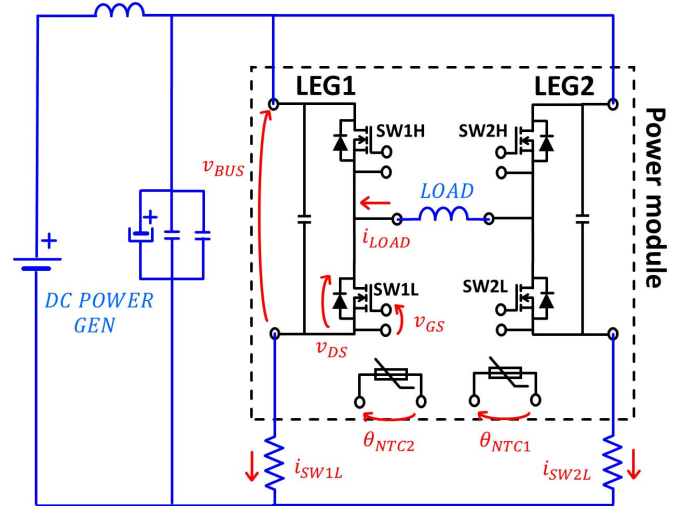 LEG1
LEG2
Power module
SW1H
SW2H
v_BUS
LOAD
i_LOAD
+
+
DC POWER
GEN
SW1L
SW2L
v_GS
v_DS
θ_NTC2
θ_NTC1
i_SW1L
i_SW2L